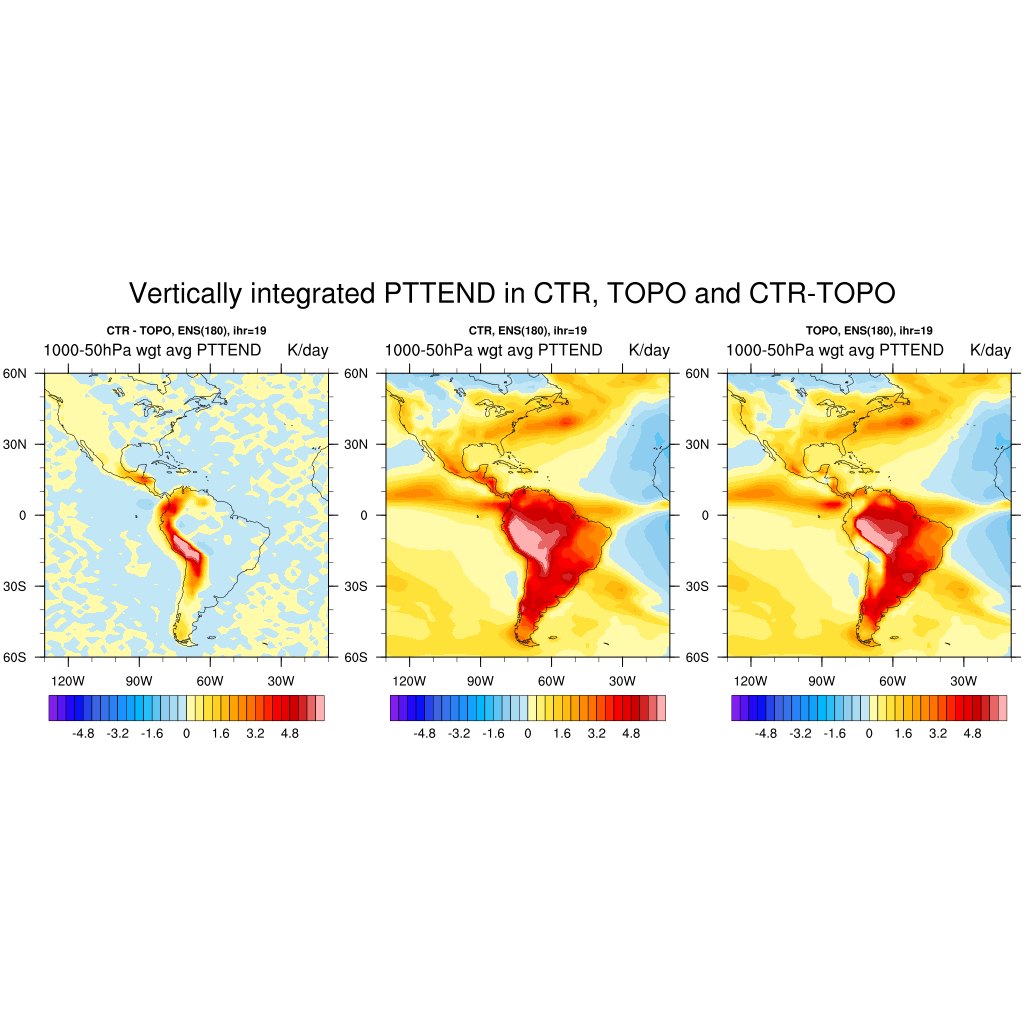 Vertically integrated PTTEND in CTR, TOPO and CTR-TOPO
CTR - TOPO, ENS(180), ihr=19
1000-50hPa wgt avg PTTEND K/day
60N
30N
0
30S
60S
120W 90W 60W 30W
-4.8 -3.2 -1.6 0 1.6 3.2 4.8
CTR, ENS(180), ihr=19
1000-50hPa wgt avg PTTEND K/day
60N
30N
0
30S
60S
120W 90W 60W 30W
-4.8 -3.2 -1.6 0 1.6 3.2 4.8
TOPO, ENS(180), ihr=19
1000-50hPa wgt avg PTTEND K/day
60N
30N
0
30S
60S
120W 90W 60W 30W
-4.8 -3.2 -1.6 0 1.6 3.2 4.8